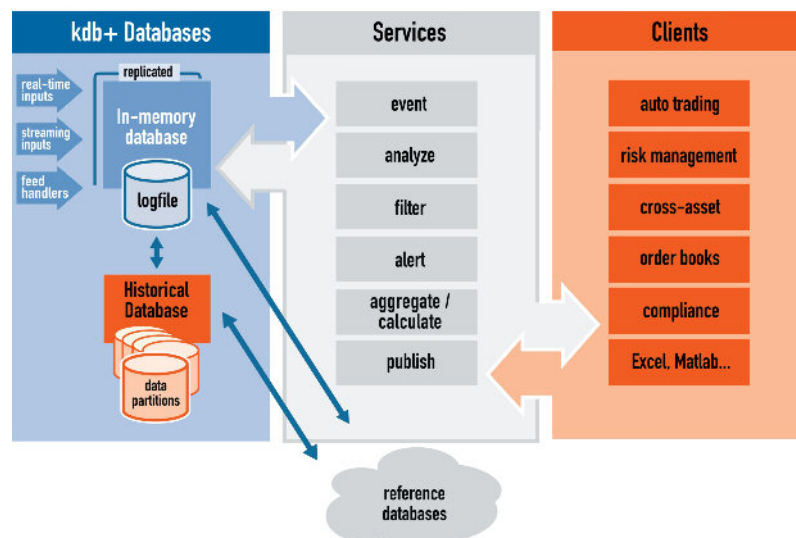 kdb+ Databases
real-time
inputs
streaming
inputs
feed
handlers
replicated
In-memory
database
logfile
Historical
Database
data
partitions
Services
event
analyze
filter
alert
aggregate /
calculate
publish
Clients
auto trading
risk management
cross-asset
order books
compliance
Excel, Matlab...
reference
databases